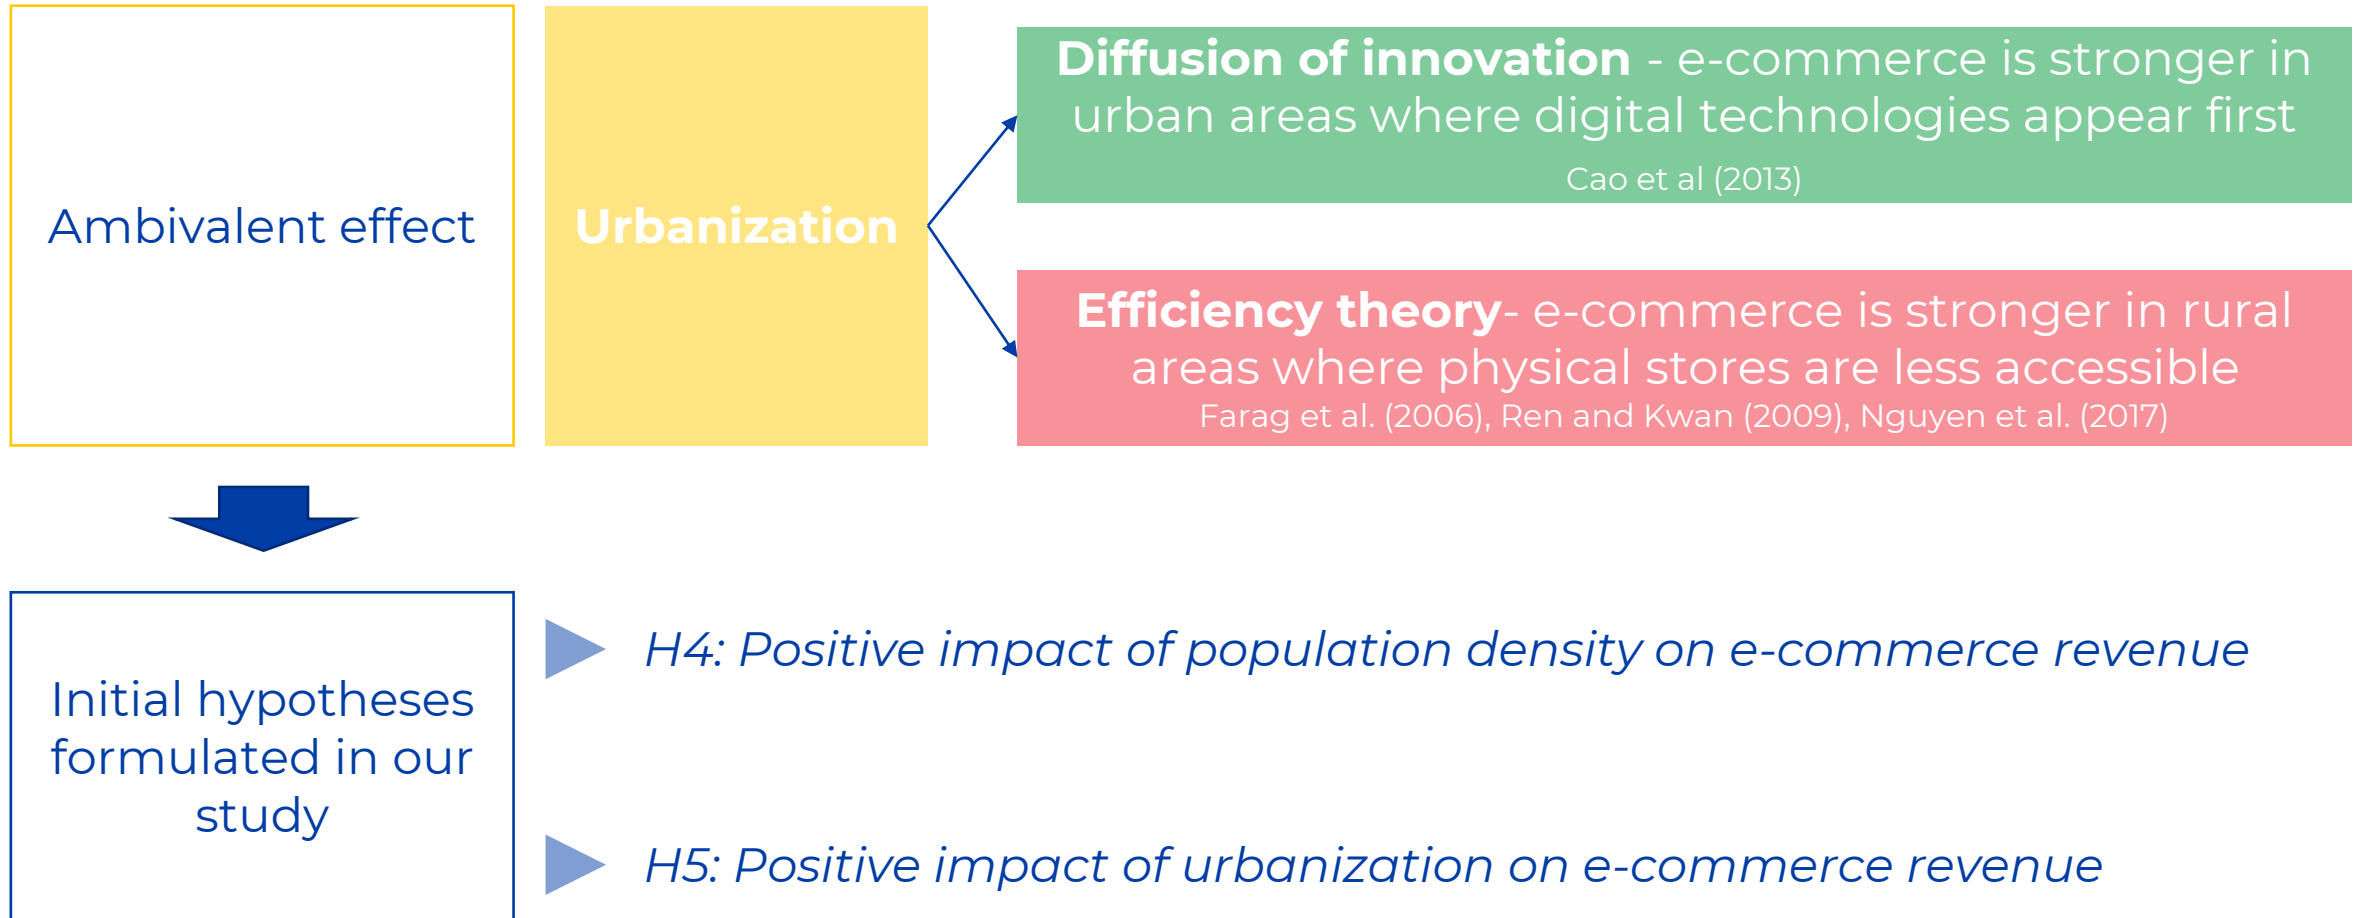 Ambivalent effect
Urbanization
Diffusion of innovation - e-commerce is stronger in
urban areas where digital technologies appear first
Cao et al (2013)
Efficiency theory- e-commerce is stronger in rural
areas where physical stores are less accessible
Farag et al. (2006), Ren and Kwan (2009), Nguyen et al. (2017)
Initial hypotheses
formulated in our
study
H4: Positive impact of population density on e-commerce revenue
H5: Positive impact of urbanization on e-commerce revenue